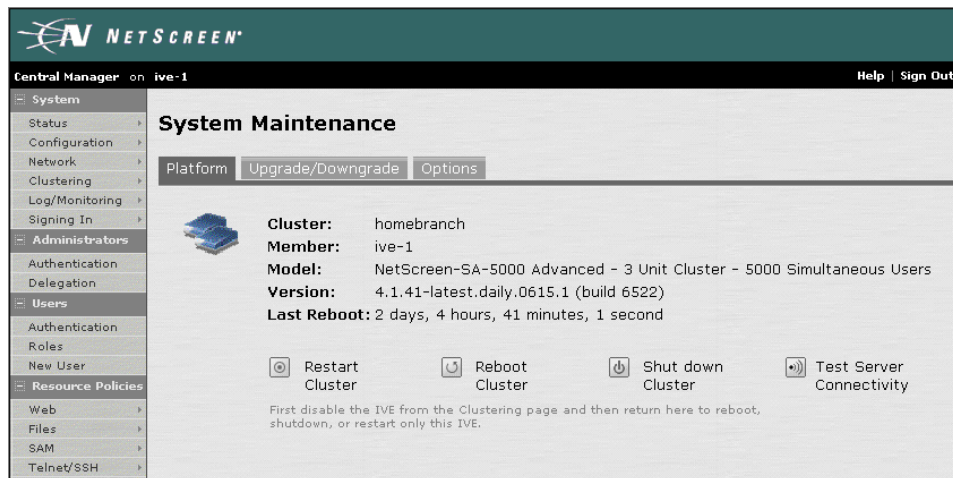 NETSCREEN
Central Manager on ive-1
Help | Sign Out
System
Status
Configuration
Network
Clustering
Log/Monitoring
Signing In
Administrators
Authentication
Delegation
Users
Authentication
Roles
New User
Resource Policies
Web
Files
SAM
Telnet/SSH
System Maintenance
Platform Upgrade/Downgrade Options
Cluster: homebranch
Member: ive-1
Model: NetScreen-SA-5000 Advanced - 3 Unit Cluster - 5000 Simultaneous Users
Version: 4.1.41-latest.daily.0615.1 (build 6522)
Last Reboot: 2 days, 4 hours, 41 minutes, 1 second
Restart Cluster
Reboot Cluster
Shut down Cluster
Test Server Connectivity
First disable the IVE from the Clustering page and then return here to reboot,
shutdown, or restart only this IVE.